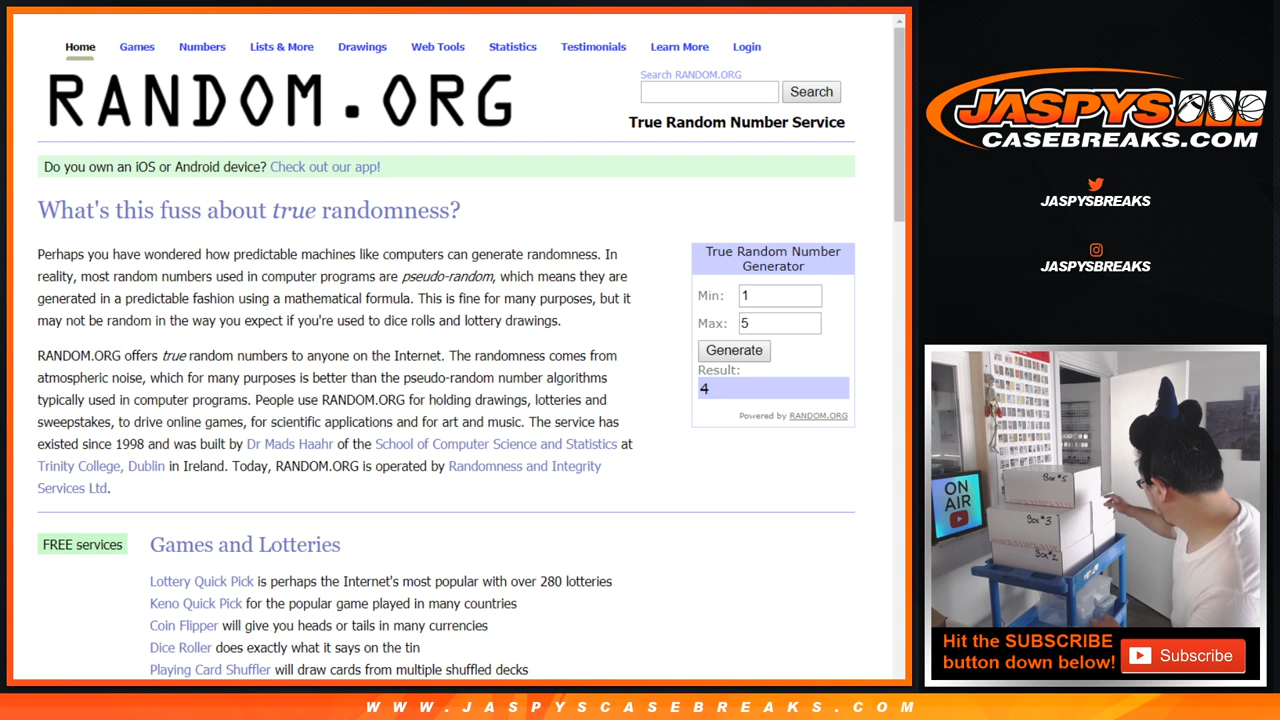 Home Games Numbers Lists & More Drawings Web Tools Statistics Testimonials Learn More Login
RANDOM.ORG
Search RANDOM.ORG
Search
True Random Number Service
Do you own an iOS or Android device? Check out our app!
What's this fuss about true randomness?
Perhaps you have wondered how predictable machines like computers can generate randomness. In
reality, most random numbers used in computer programs are pseudo-random, which means they are
generated in a predictable fashion using a mathematical formula. This is fine for many purposes, but it
may not be random in the way you expect if you're used to dice rolls and lottery drawings.
RANDOM.ORG offers true random numbers to anyone on the Internet. The randomness comes from
atmospheric noise, which for many purposes is better than the pseudo-random number algorithms
typically used in computer programs. People use RANDOM.ORG for holding drawings, lotteries and
sweepstakes, to drive online games, for scientific applications and for art and music. The service has
existed since 1998 and was built by Dr Mads Haahr of the School of Computer Science and Statistics at
Trinity College, Dublin in Ireland. Today, RANDOM.ORG is operated by Randomness and Integrity
Services Ltd.
True Random Number
Generator
Min: 1
Max: 5
Generate
Result:
4
Powered by RANDOM.ORG
FREE services
Games and Lotteries
Lottery Quick Pick is perhaps the Internet's most popular with over 280 lotteries
Keno Quick Pick for the popular game played in many countries
Coin Flipper will give you heads or tails in many currencies
Dice Roller does exactly what it says on the tin
Playing Card Shuffler will draw cards from multiple shuffled decks
JASPYS
CASEBREAKS.COM
JASPYSBREAKS
JASPYSBREAKS
ON
AIR
Box #5
Box #3
Box #2
Hit the SUBSCRIBE
button down below!
Subscribe
WWW.JASPYSCASEBREAKS.COM